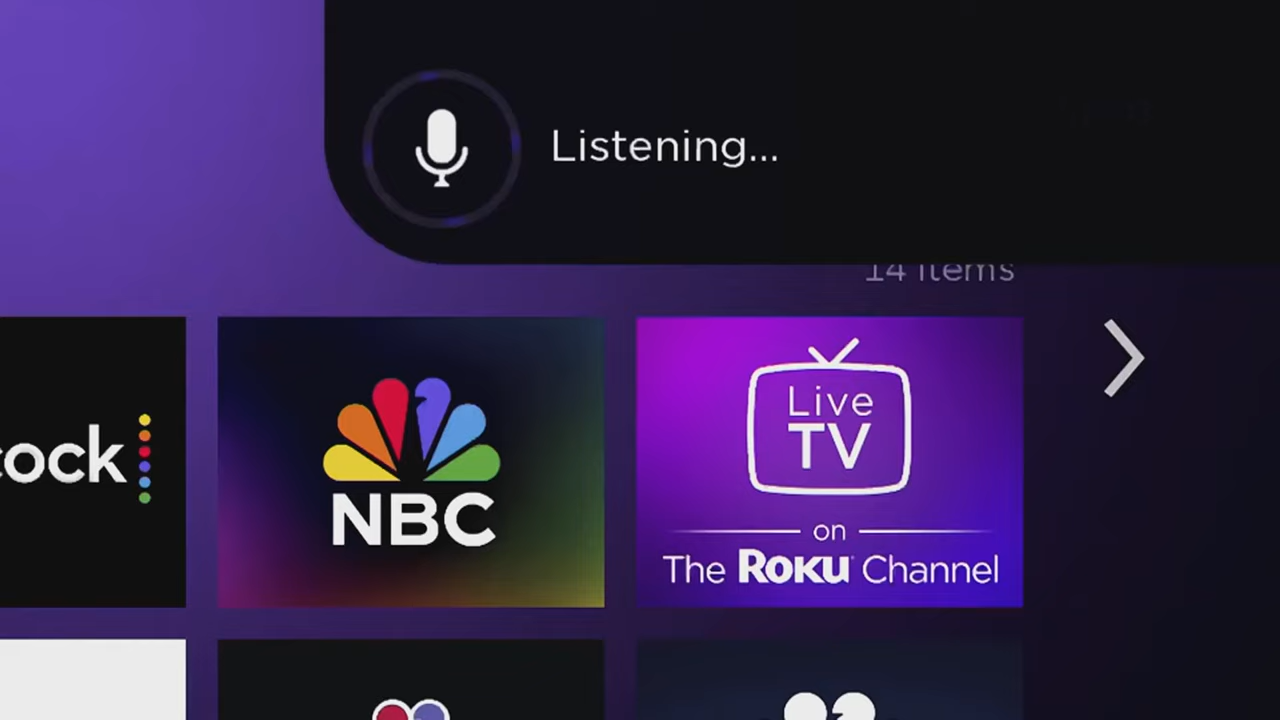 Listening...
14 items
cock
NBC
Live
TV
on
The Roku Channel